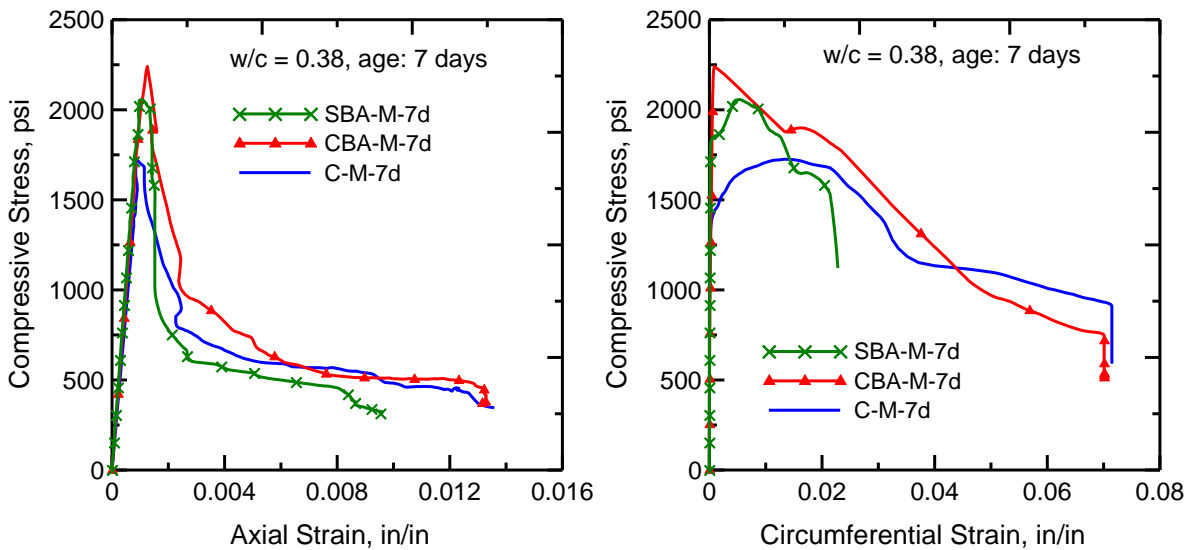 2500
2000
1500
1000
500
0
Compressive Stress, psi
w/c = 0.38, age: 7 days
SBA-M-7d
CBA-M-7d
C-M-7d
0 0.004 0.008 0.012 0.016
Axial Strain, in/in
2500
2000
1500
1000
500
0
Compressive Stress, psi
w/c = 0.38, age: 7 days
SBA-M-7d
CBA-M-7d
C-M-7d
0 0.02 0.04 0.06 0.08
Circumferential Strain, in/in